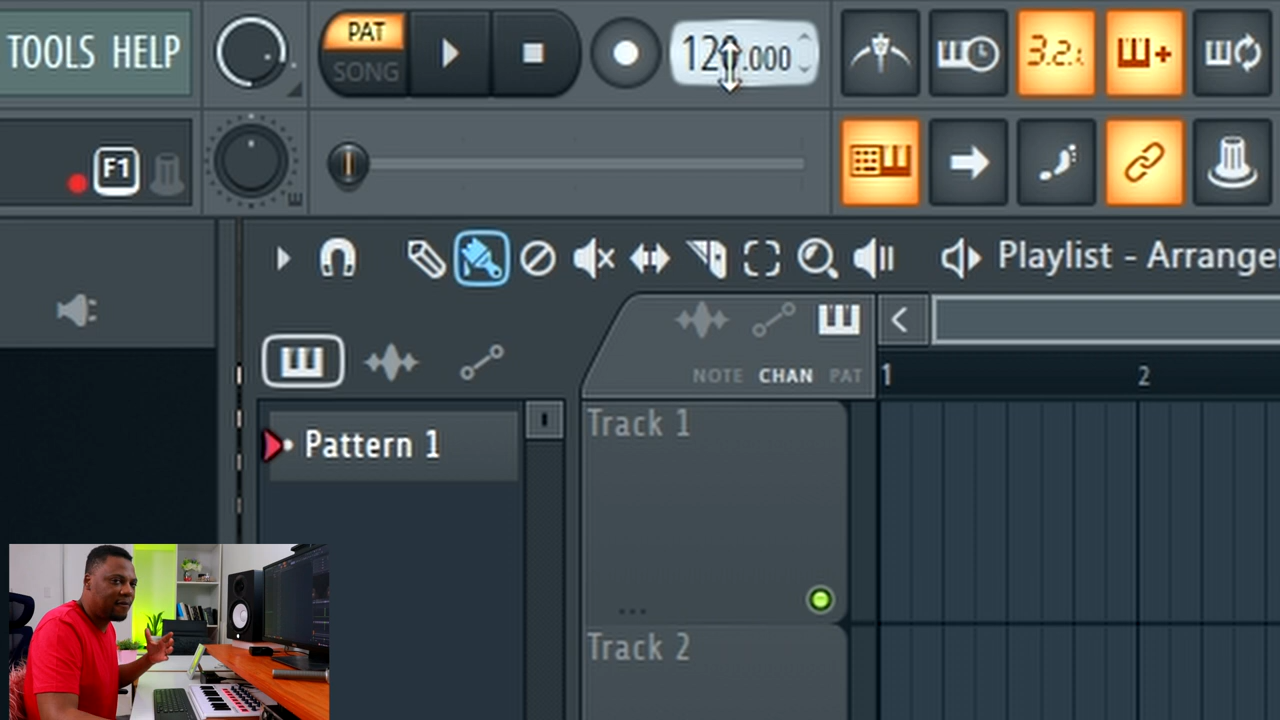 TOOLS HELP
PAT
SONG
120.000
3.2.
F1
Playlist - Arrange
NOTE CHAN PAT
1
2
Track 1
Pattern 1
Track 2